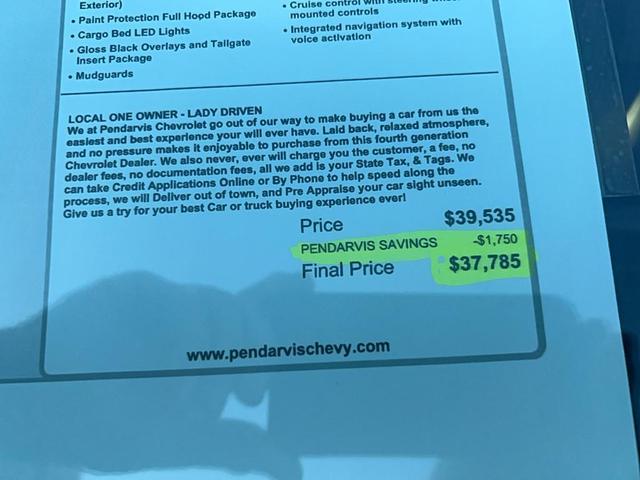 Exterior)
• Paint Protection Full Hopd Package
• Cargo Bed LED Lights
• Gloss Black Overlays and Tailgate
Insert Package
• Mudguards
• Cruise control with steering
mounted controls
• Integrated navigation system with
voice activation
LOCAL ONE OWNER - LADY DRIVEN
We at Pendarvis Chevrolet go out of our way to make buying a car from us the
easiest and best experience your will ever have. Laid back, relaxed atmosphere,
and no pressure makes it enjoyable to purchase from this fourth generation
Chevrolet Dealer. We also never, ever will charge you the customer, a fee, no
dealer fees, no documentation fees, all we add is your State Tax, & Tags. We
can take Credit Applications Online or By Phone to help speed along the
process, we will Deliver out of town, and Pre Appraise your car sight unseen.
Give us a try for your best Car or truck buying experience ever!
Price $39,535
PENDARVIS SAVINGS -$1,750
Final Price $37,785
www.pendarvischevy.com